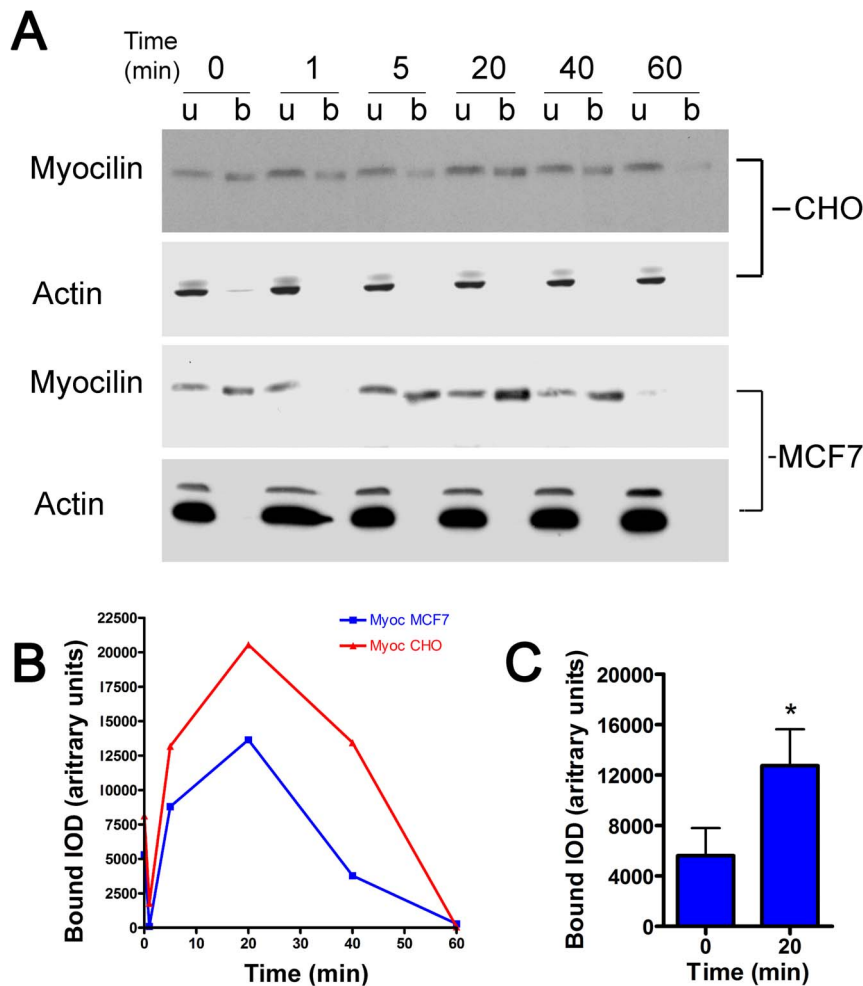 A
Time
(min)
0 1 5 20 40 60
u b u b u b u b u b u b
Myocilin
–CHO
Actin
Myocilin
-MCF7
Actin
B
Bound IOD (aritrary units)
22500
20000
17500
15000
12500
10000
7500
5000
2500
0
0 10 20 30 40 50 60
Time (min)
Myoc MCF7
Myoc CHO
C
Bound IOD (aritrary units)
20000
16000
12000
8000
4000
0
*
0 20
Time (min)